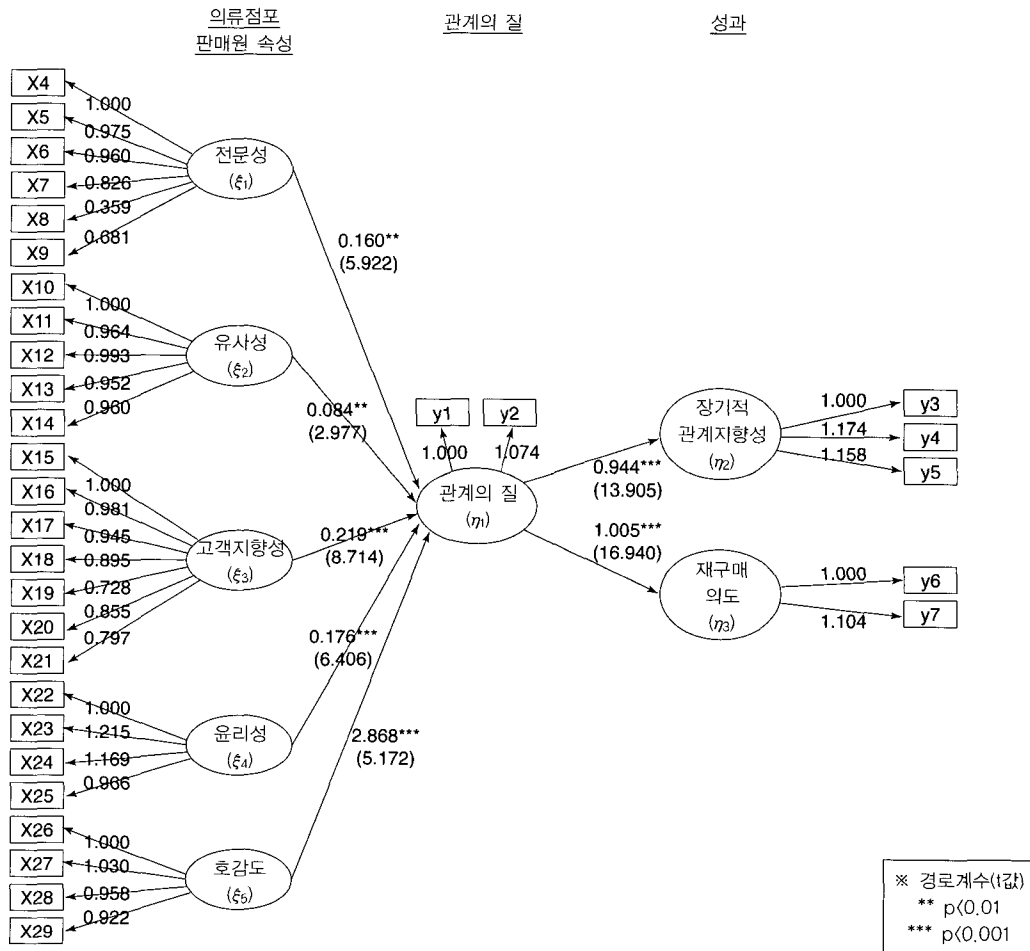 의류점포
판매원 속성
관계의 질
성과
X4
X5
X6
X7
X8
X9
1.000
0.975
0.960
0.826
0.359
0.681
전문성
(ξ1)
0.160**
(5.922)
X10
X11
X12
X13
X14
1.000
0.964
0.993
0.952
0.960
유사성
(ξ2)
0.084**
(2.977)
X15
X16
X17
X18
X19
X20
X21
1.000
0.981
0.945
0.895
0.728
0.855
0.797
고객지향성
(ξ3)
0.219***
(8.714)
X22
X23
X24
X25
1.000
1.215
1.169
0.966
윤리성
(ξ4)
0.176***
(6.406)
X26
X27
X28
X29
1.000
1.030
0.958
0.922
호감도
(ξ5)
2.868***
(5.172)
y1
y2
1.000
1.074
관계의 질
(η1)
0.944***
(13.905)
1.005***
(16.940)
장기적
관계지향성
(η2)
1.000
1.174
1.158
y3
y4
y5
재구매
의도
(η3)
1.000
1.104
y6
y7
※ 경로계수(t값)
** p<0.01
*** p<0.001